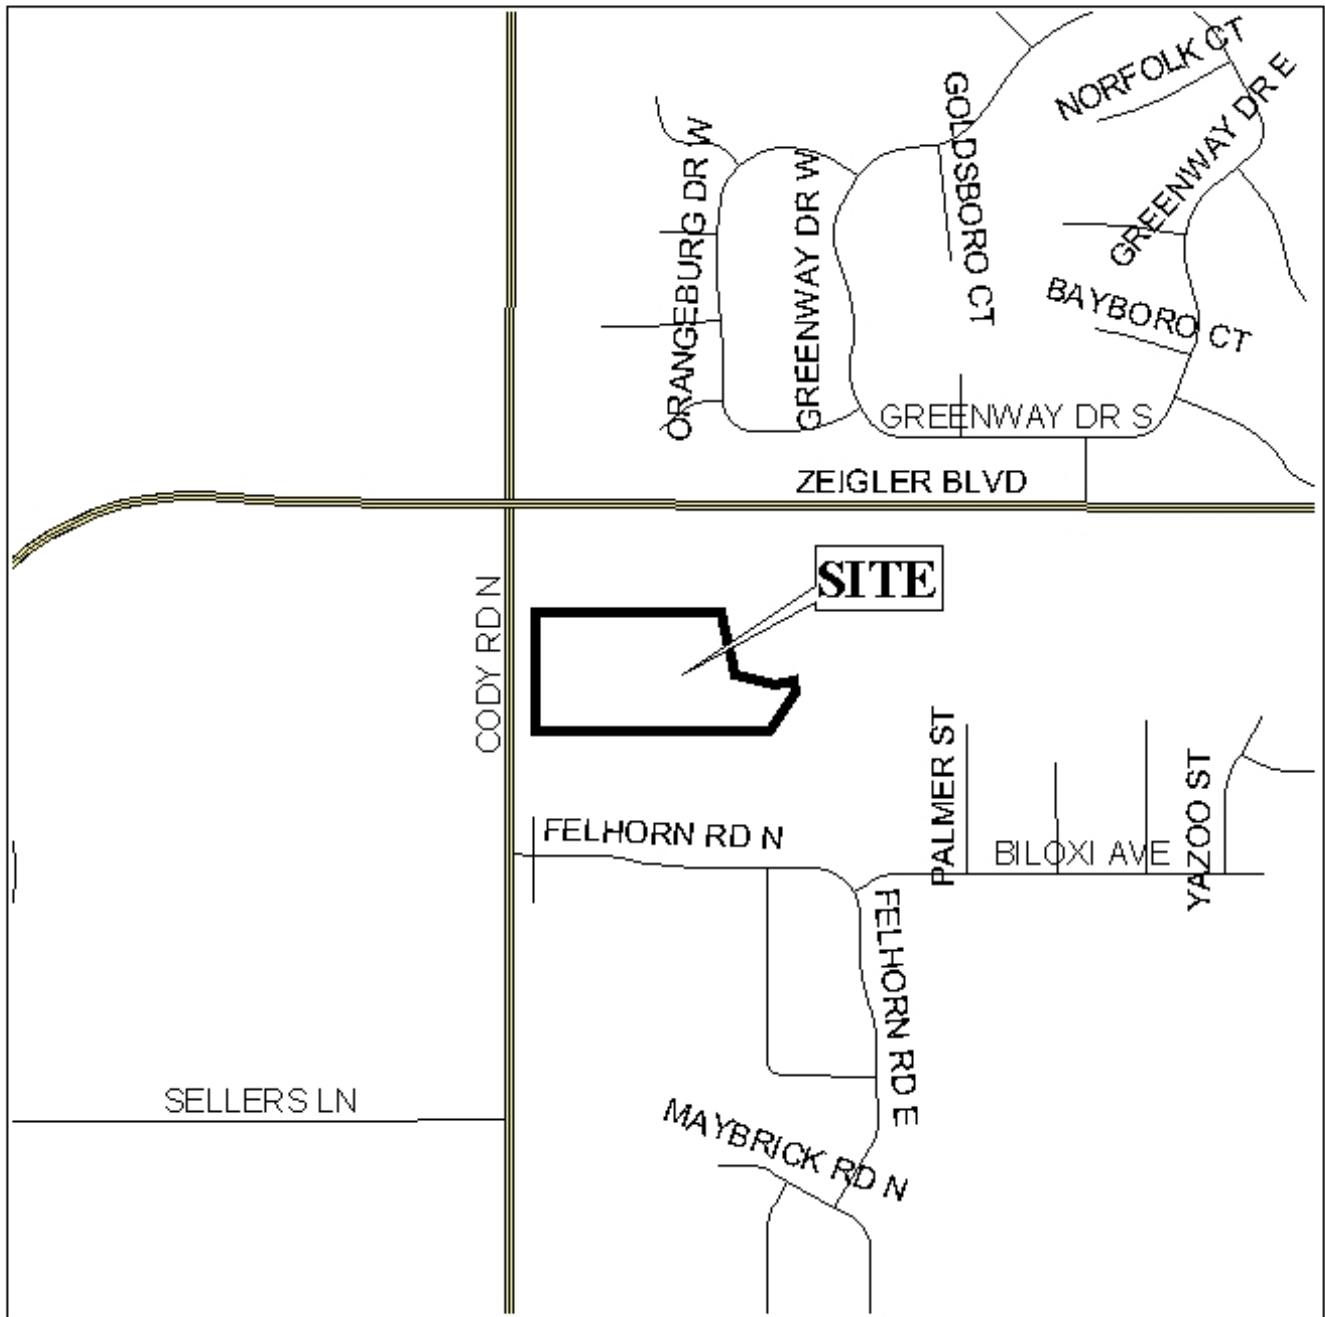 NORFOLK CT
GREENWAY DR E
GOLDSBORO CT
ORANGEBURG DR W
GREENWAY DR W
BAYBORO CT
GREENWAY DR S
ZEIGLER BLVD
SITE
CODY RD N
PALMER ST
YAZOO ST
FELHORN RD N
BILOXI AVE
FELHORN RD E
SELLERS LN
MAYBRICK RD N